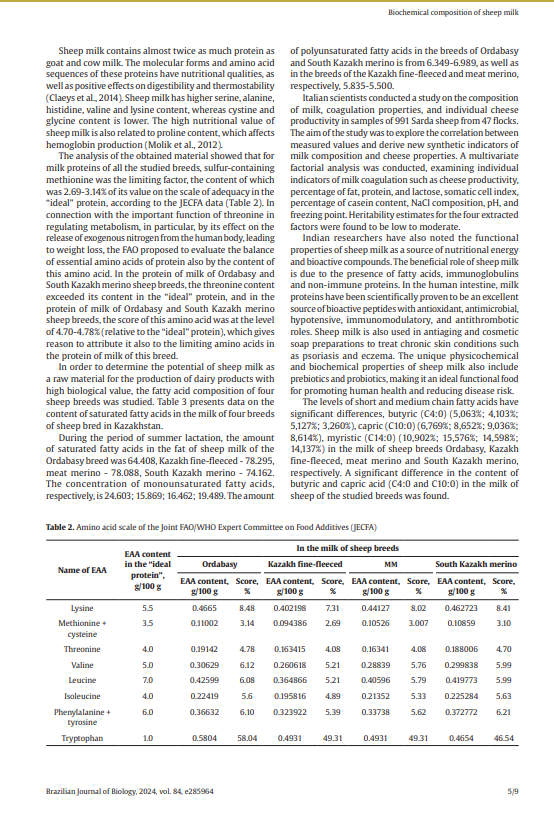 Biochemical composition of sheep milk
Sheep milk contains almost twice as much protein as
goat and cow milk. The molecular forms and amino acid
sequences of these proteins have nutritional qualities, as
well as positive effects on digestibility and thermostability
(Claeys et al., 2014). Sheep milk has higher serine, alanine,
histidine, valine and lysine content, whereas cystine and
glycine content is lower. The high nutritional value of
sheep milk is also related to proline content, which affects
hemoglobin production (Molik et al., 2012).
The analysis of the obtained material showed that for
milk proteins of all the studied breeds, sulfur-containing
methionine was the limiting factor, the content of which
was 2.69-3.14% of its value on the scale of adequacy in the
“ideal” protein, according to the JECFA data (Table 2). In
connection with the important function of threonine in
regulating metabolism, in particular, by its effect on the
release of exogenous nitrogen from the human body, leading
to weight loss, the FAO proposed to evaluate the balance
of essential amino acids of protein also by the content of
this amino acid. In the protein of milk of Ordabasy and
South Kazakh merino sheep breeds, the threonine content
exceeded its content in the “ideal” protein, and in the
protein of milk of Ordabasy and South Kazakh merino
sheep breeds, the score of this amino acid was at the level
of 4.70-4.78% (relative to the “ideal” protein), which gives
reason to attribute it also to the limiting amino acids in
the protein of milk of this breed.
In order to determine the potential of sheep milk as
a raw material for the production of dairy products with
high biological value, the fatty acid composition of four
sheep breeds was studied. Table 3 presents data on the
content of saturated fatty acids in the milk of four breeds
of sheep bred in Kazakhstan.
During the period of summer lactation, the amount
of saturated fatty acids in the fat of sheep milk of the
Ordabasy breed was 64.408, Kazakh fine-fleeced - 78.295,
meat merino - 78.088, South Kazakh merino - 74.162.
The concentration of monounsaturated fatty acids,
respectively, is 24.603; 15.869; 16.462; 19.489. The amount
of polyunsaturated fatty acids in the breeds of Ordabasy
and South Kazakh merino is from 6.349-6.989, as well as
in the breeds of the Kazakh fine-fleeced and meat merino,
respectively, 5.835-5.500.
Italian scientists conducted a study on the composition
of milk, coagulation properties, and individual cheese
productivity in samples of 991 Sarda sheep from 47 flocks.
The aim of the study was to explore the correlation between
measured values and derive new synthetic indicators of
milk composition and cheese properties. A multivariate
factorial analysis was conducted, examining individual
indicators of milk coagulation such as cheese productivity,
percentage of fat, protein, and lactose, somatic cell index,
percentage of casein content, NaCl composition, pH, and
freezing point. Heritability estimates for the four extracted
factors were found to be low to moderate.
Indian researchers have also noted the functional
properties of sheep milk as a source of nutritional energy
and bioactive compounds. The beneficial role of sheep milk
is due to the presence of fatty acids, immunoglobulins
and non-immune proteins. In the human intestine, milk
proteins have been scientifically proven to be an excellent
source of bioactive peptides with antioxidant, antimicrobial,
hypotensive, immunomodulatory, and antithrombotic
roles. Sheep milk is also used in antiaging and cosmetic
soap preparations to treat chronic skin conditions such
as psoriasis and eczema. The unique physicochemical
and biochemical properties of sheep milk also include
prebiotics and probiotics, making it an ideal functional food
for promoting human health and reducing disease risk.
The levels of short and medium chain fatty acids have
significant differences, butyric (C4:0) (5,063%; 4,103%;
5,127%; 3,260%), capric (C10:0) (6,769%; 8,652%; 9,036%;
8,614%), myristic (C14:0) (10,902%; 15,576%; 14,598%;
14,137%) in the milk of sheep breeds Ordabasy, Kazakh
fine-fleeced, meat merino and South Kazakh merino,
respectively. A significant difference in the content of
butyric and capric acid (C4:0 and C10:0) in the milk of
sheep of the studied breeds was found.
Table 2. Amino acid scale of the Joint FAO/WHO Expert Committee on Food Additives (JECFA)
Name of EAA
EAA content in the “ideal protein”, g/100 g
In the milk of sheep breeds
Ordabasy Kazakh fine-fleeced MM South Kazakh merino
EAA content, g/100 g Score, % EAA content, g/100 g Score, % EAA content, g/100 g Score, % EAA content, g/100 g Score, %
Lysine 5.5 0.4665 8.48 0.402198 7.31 0.44127 8.02 0.462723 8.41
Methionine + cysteine 3.5 0.11002 3.14 0.094386 2.69 0.10526 3.007 0.10859 3.10
Threonine 4.0 0.19142 4.78 0.163415 4.08 0.16341 4.08 0.188006 4.70
Valine 5.0 0.30629 6.12 0.260618 5.21 0.28839 5.76 0.299838 5.99
Leucine 7.0 0.42599 6.08 0.364866 5.21 0.40596 5.79 0.419773 5.99
Isoleucine 4.0 0.22419 5.6 0.195816 4.89 0.21352 5.33 0.225284 5.63
Phenylalanine + tyrosine 6.0 0.36632 6.10 0.323922 5.39 0.33738 5.62 0.372772 6.21
Tryptophan 1.0 0.5804 58.04 0.4931 49.31 0.4931 49.31 0.4654 46.54
Brazilian Journal of Biology, 2024, vol. 84, e285964 5/9